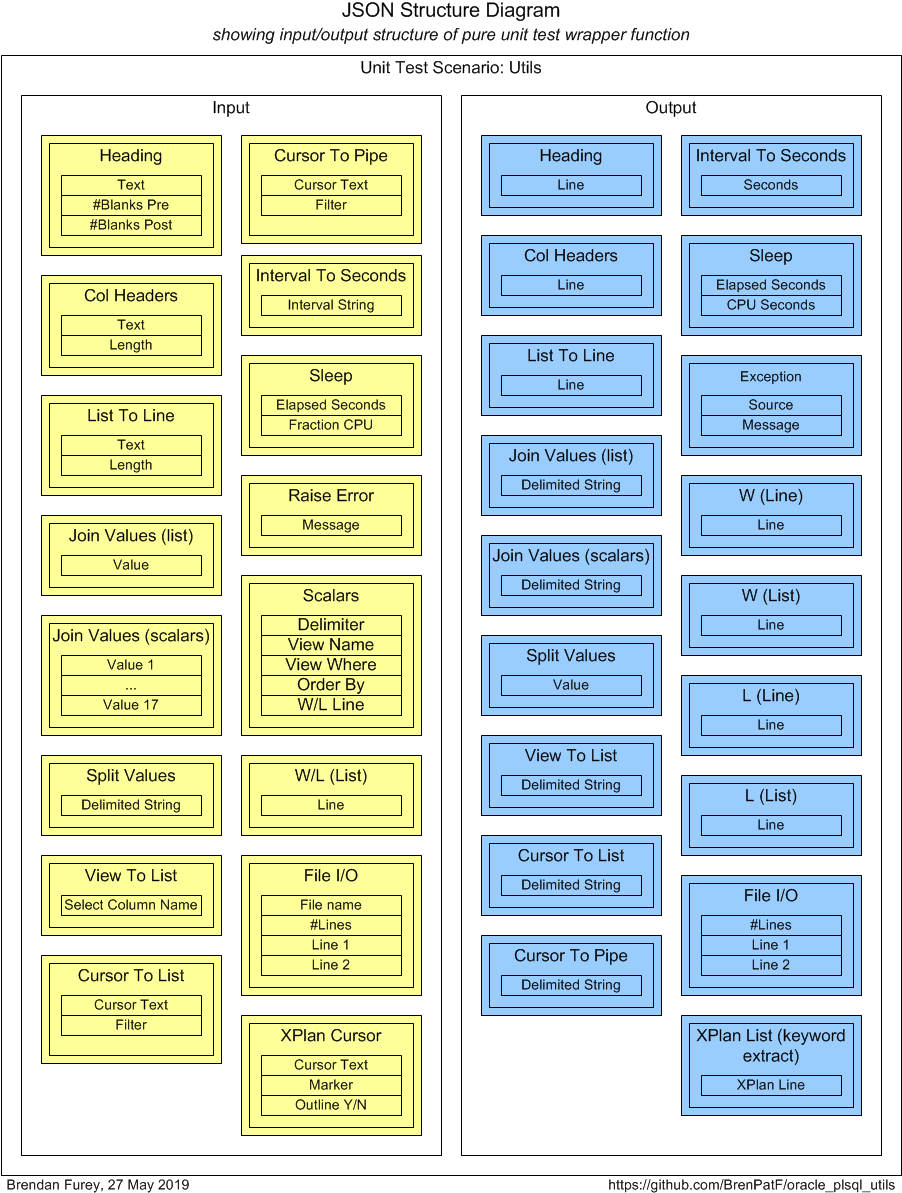 JSON Structure Diagram
showing input/output structure of pure unit test wrapper function
Unit Test Scenario: Utils
Input
Heading
Text
#Blanks Pre
#Blanks Post
Col Headers
Text
Length
List To Line
Text
Length
Join Values (list)
Value
Join Values (scalars)
Value 1
...
Value 17
Split Values
Delimited String
View To List
Select Column Name
Cursor To List
Cursor Text
Filter
Cursor To Pipe
Cursor Text
Filter
Interval To Seconds
Interval String
Sleep
Elapsed Seconds
Fraction CPU
Raise Error
Message
Scalars
Delimiter
View Name
View Where
Order By
W/L Line
W/L (List)
Line
File I/O
File name
#Lines
Line 1
Line 2
XPlan Cursor
Cursor Text
Marker
Outline Y/N
Output
Heading
Line
Col Headers
Line
List To Line
Line
Join Values (list)
Delimited String
Join Values (scalars)
Delimited String
Split Values
Value
View To List
Delimited String
Cursor To List
Delimited String
Cursor To Pipe
Delimited String
Interval To Seconds
Seconds
Sleep
Elapsed Seconds
CPU Seconds
Exception
Source
Message
W (Line)
Line
W (List)
Line
L (Line)
Line
L (List)
Line
File I/O
#Lines
Line 1
Line 2
XPlan List (keyword
extract)
XPlan Line
Brendan Furey, 27 May 2019
https://github.com/BrenPatF/oracle_plsql_utils